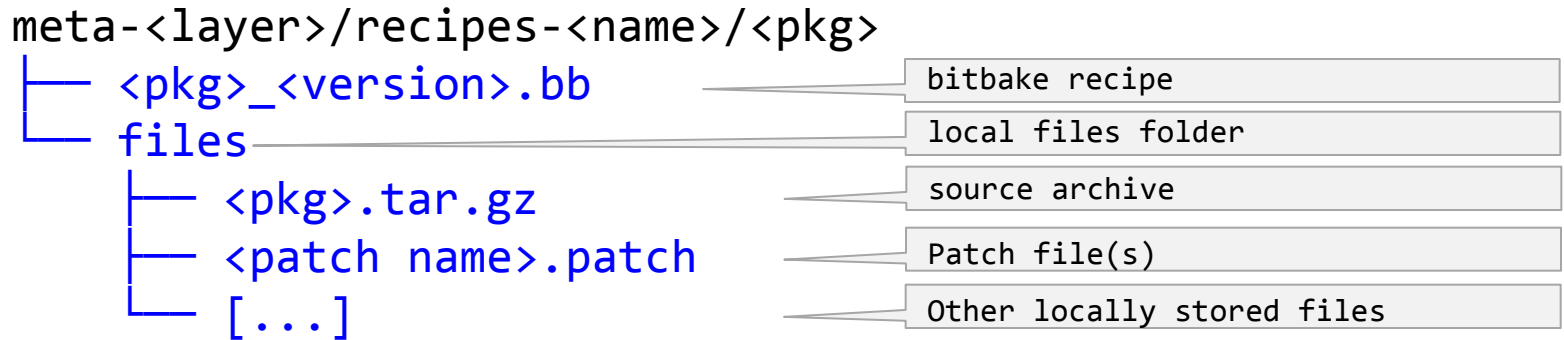 meta-<layer>/recipes-<name>/<pkg>
├── <pkg>_<version>.bb bitbake recipe
└── files local files folder
├── <pkg>.tar.gz source archive
├── <patch name>.patch Patch file(s)
└── [...] Other locally stored files